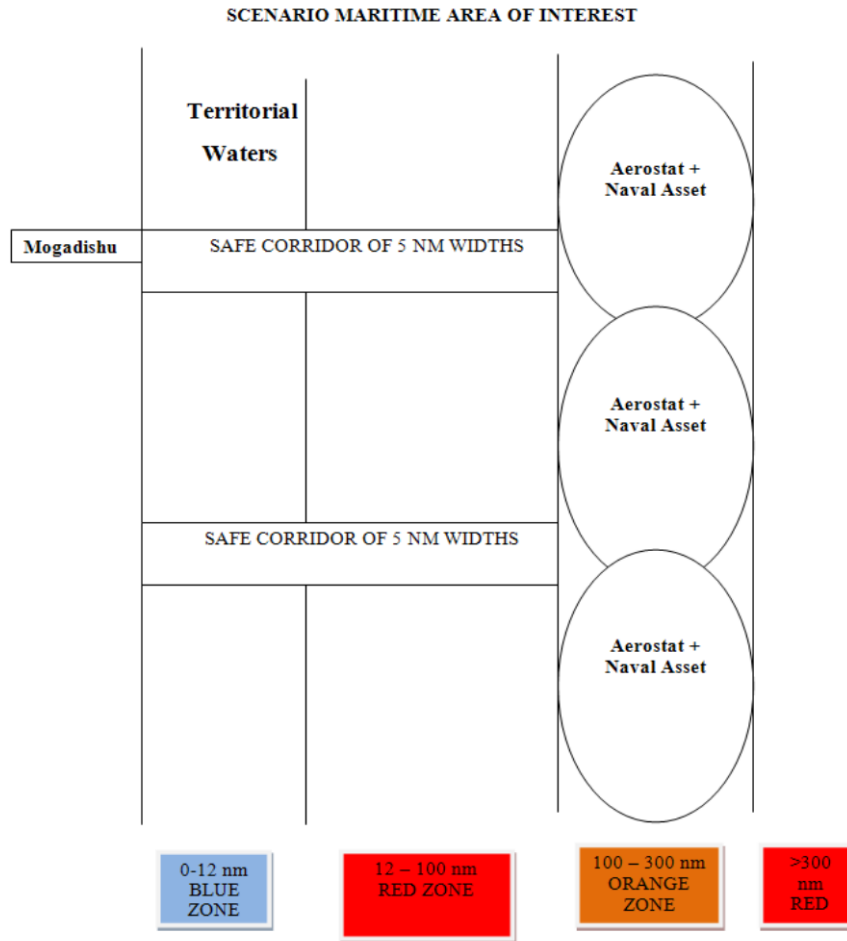 SCENARIO MARITIME AREA OF INTEREST
Territorial
Waters
Aerostat +
Naval Asset
Mogadishu
SAFE CORRIDOR OF 5 NM WIDTHS
Aerostat +
Naval Asset
SAFE CORRIDOR OF 5 NM WIDTHS
Aerostat +
Naval Asset
0-12 nm
BLUE
ZONE
12 – 100 nm
RED ZONE
100 – 300 nm
ORANGE
ZONE
>300
nm
RED